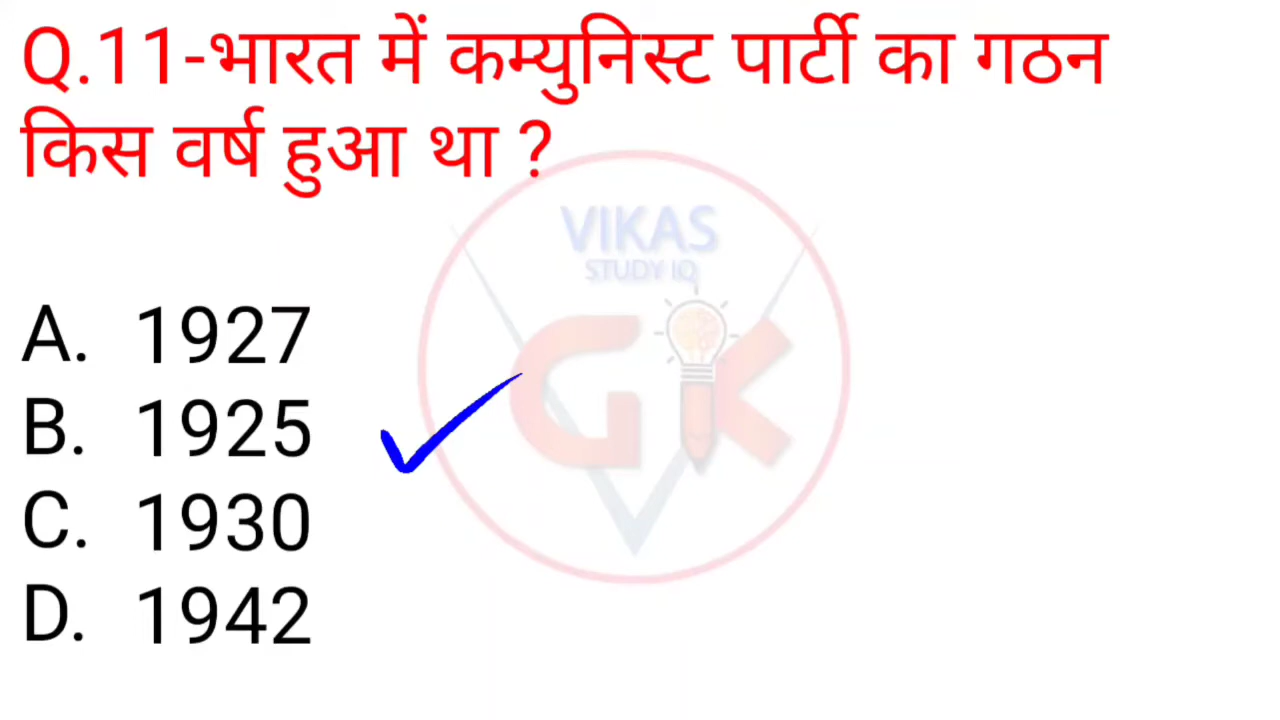 Q.11-भारत में कम्युनिस्ट पार्टी का गठन
किस वर्ष हुआ था ?
VIKAS
STUDY IQ
GK
A. 1927
B. 1925
C. 1930
D. 1942